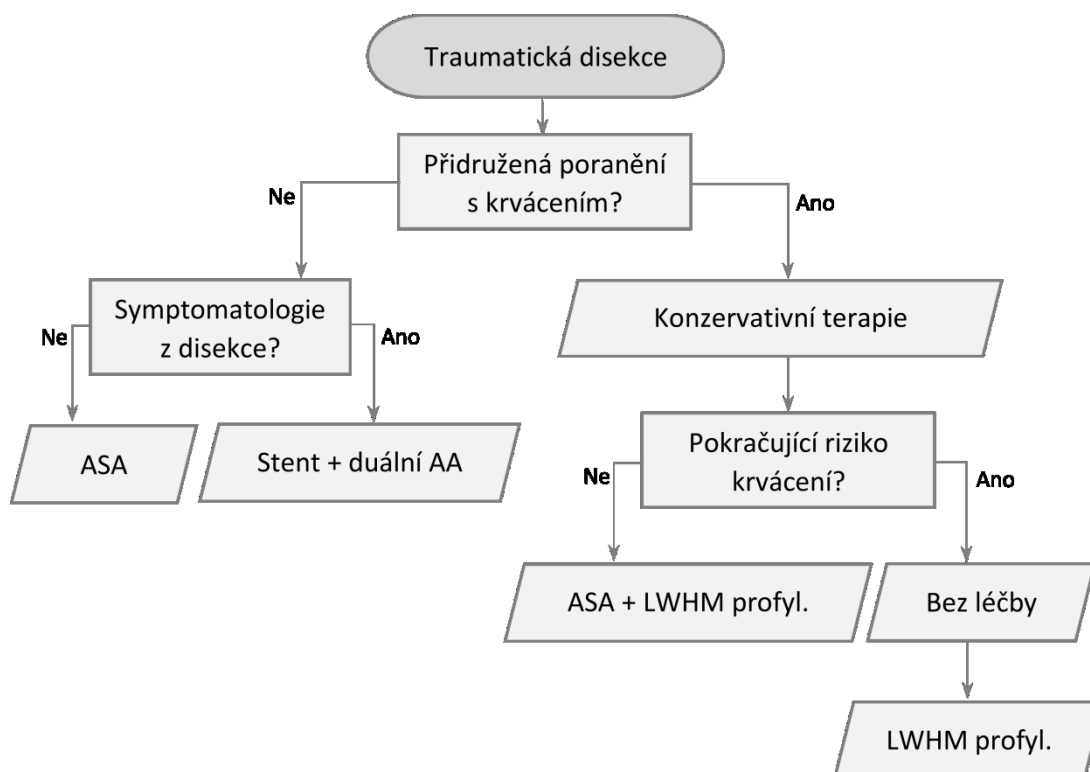 Traumatická disekce
Přidružená poranění
s krvácením?
Ne
Ano
Symptomatologie
z disekce?
Ne
Ano
Konzervativní terapie
ASA
Stent + duální AA
Pokračující riziko
krvácení?
Ne
Ano
ASA + LWHM profyl.
Bez léčby
LWHM profyl.